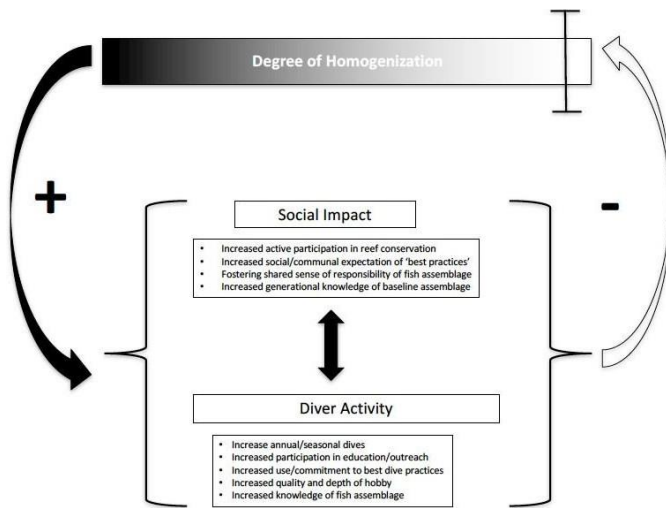 Degree of Homogenization
+
-
Social Impact
• Increased active participation in reef conservation
• Increased social/communal expectation of ‘best practices’
• Fostering shared sense of responsibility of fish assemblage
• Increased generational knowledge of baseline assemblage
Diver Activity
• Increase annual/seasonal dives
• Increased participation in education/outreach
• Increased use/commitment to best dive practices
• Increased quality and depth of hobby
• Increased knowledge of fish assemblage